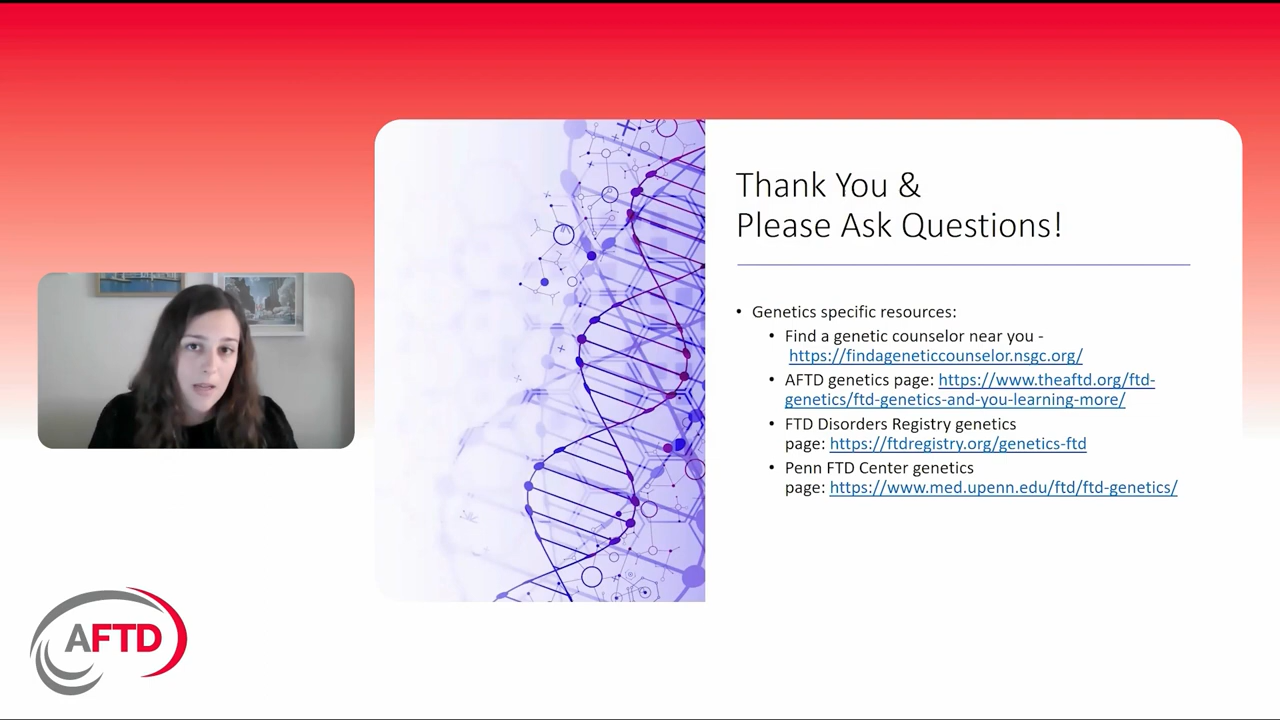 Thank You &
Please Ask Questions!
• Genetics specific resources:
• Find a genetic counselor near you -
https://findageneticcounselor.nsgc.org/
• AFTD genetics page: https://www.theaftd.org/ftd-
genetics/ftd-genetics-and-you-learning-more/
• FTD Disorders Registry genetics
page: https://ftdregistry.org/genetics-ftd
• Penn FTD Center genetics
page: https://www.med.upenn.edu/ftd/ftd-genetics/
AFTD